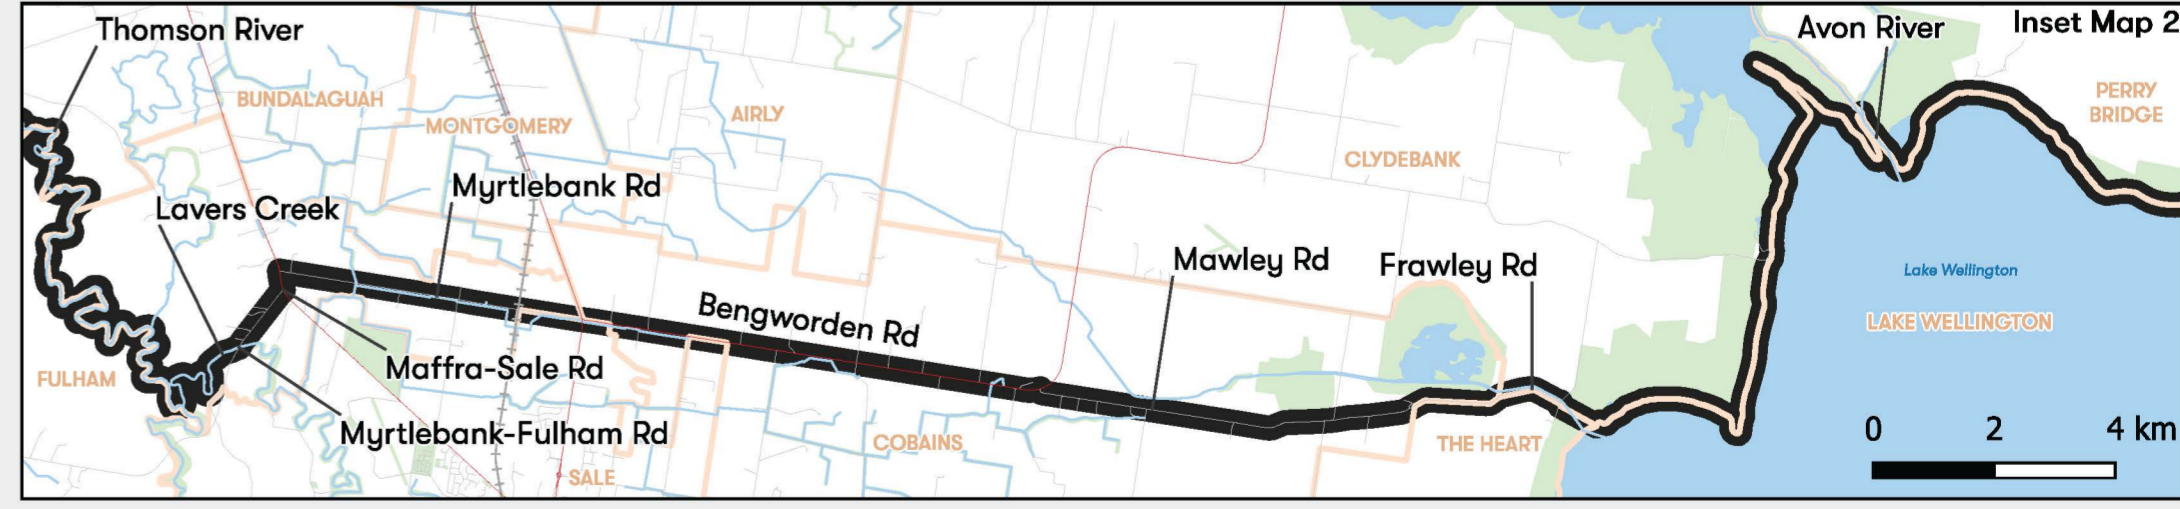 Thomson River
Avon River
Inset Map 2
BUNDALAGUAH
MONTGOMERY
AIRLY
PERRY
BRIDGE
CLYDEBANK
Myrtlebank Rd
Lavers Creek
Mawley Rd
Frawley Rd
Lake Wellington
LAKE WELLINGTON
Bengworden Rd
Maffra-Sale Rd
FULHAM
Myrtlebank-Fulham Rd
COBAINS
THE HEART
SALE
0 2 4 km